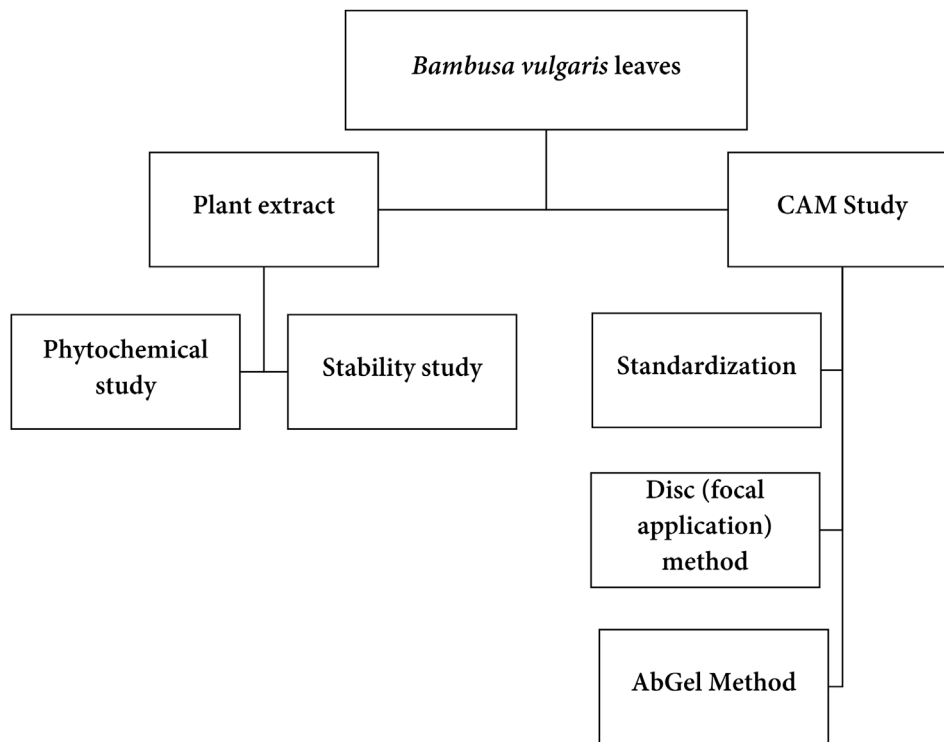 Bambusa vulgaris leaves
Plant extract
CAM Study
Phytochemical
study
Stability study
Standardization
Disc (focal
application)
method
AbGel Method